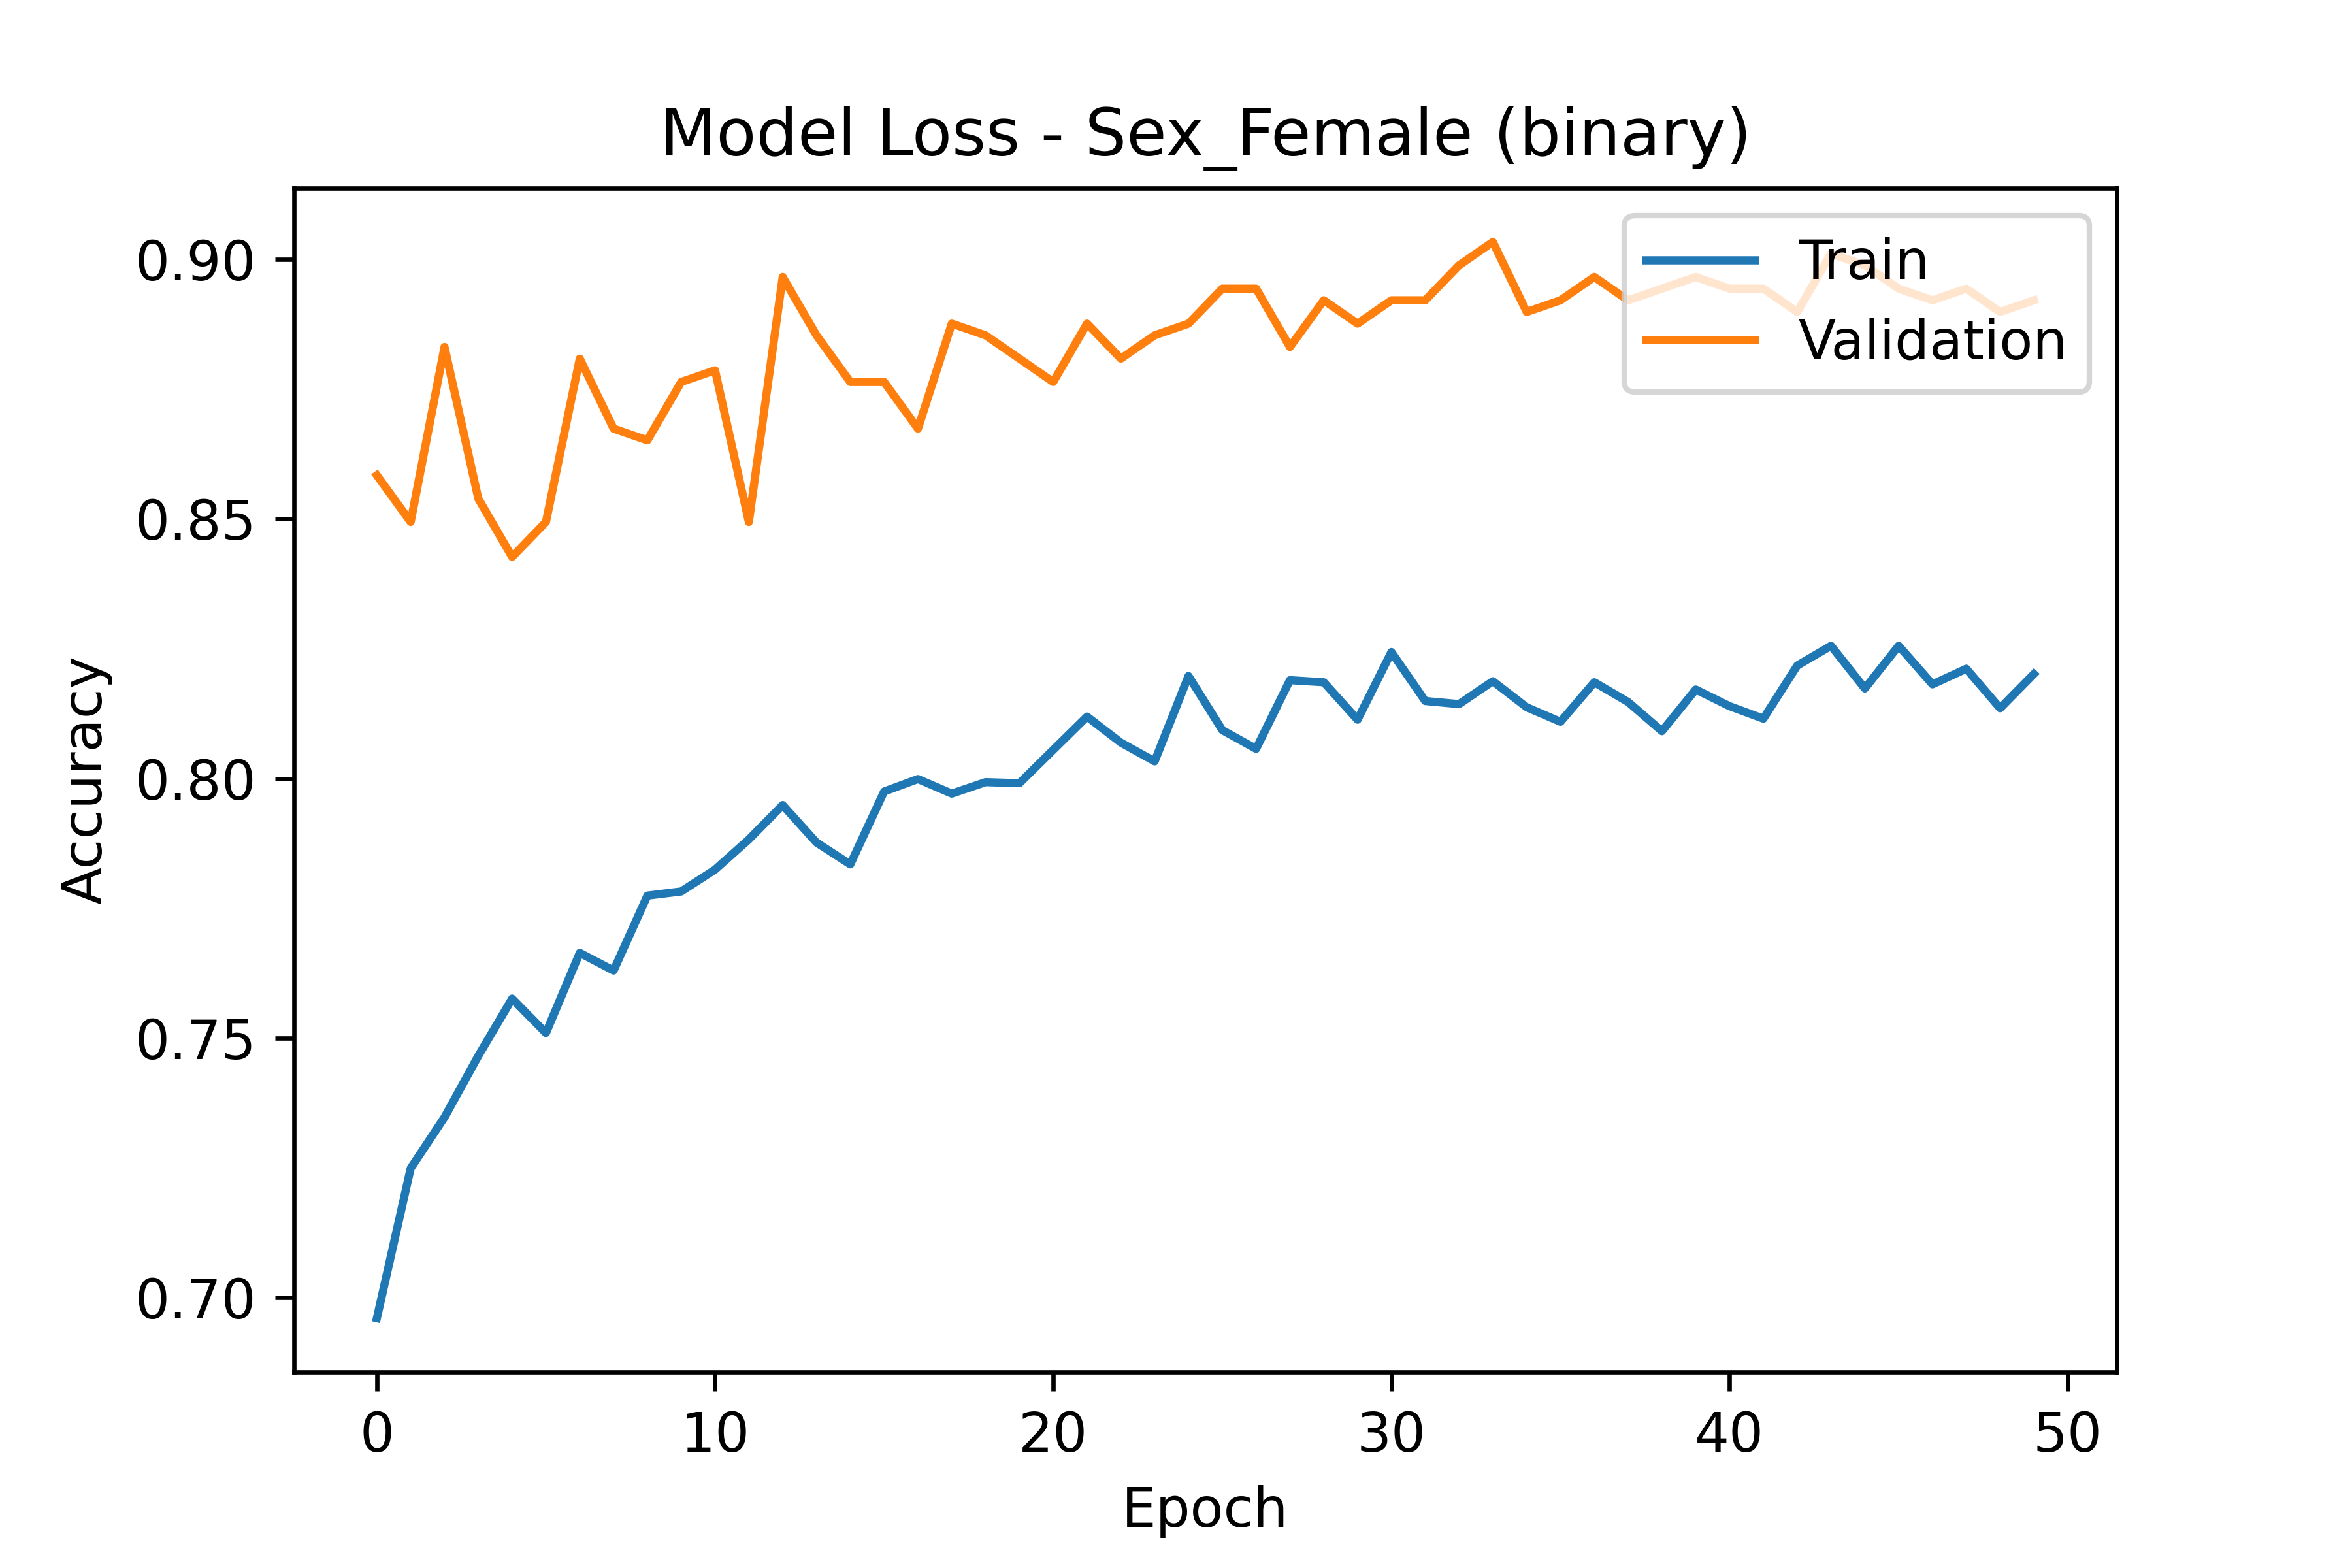 Model Loss - Sex_Female (binary)
0.90
0.85
0.80
0.75
0.70
Accuracy
Train
Validation
0 10 20 30 40 50
Epoch